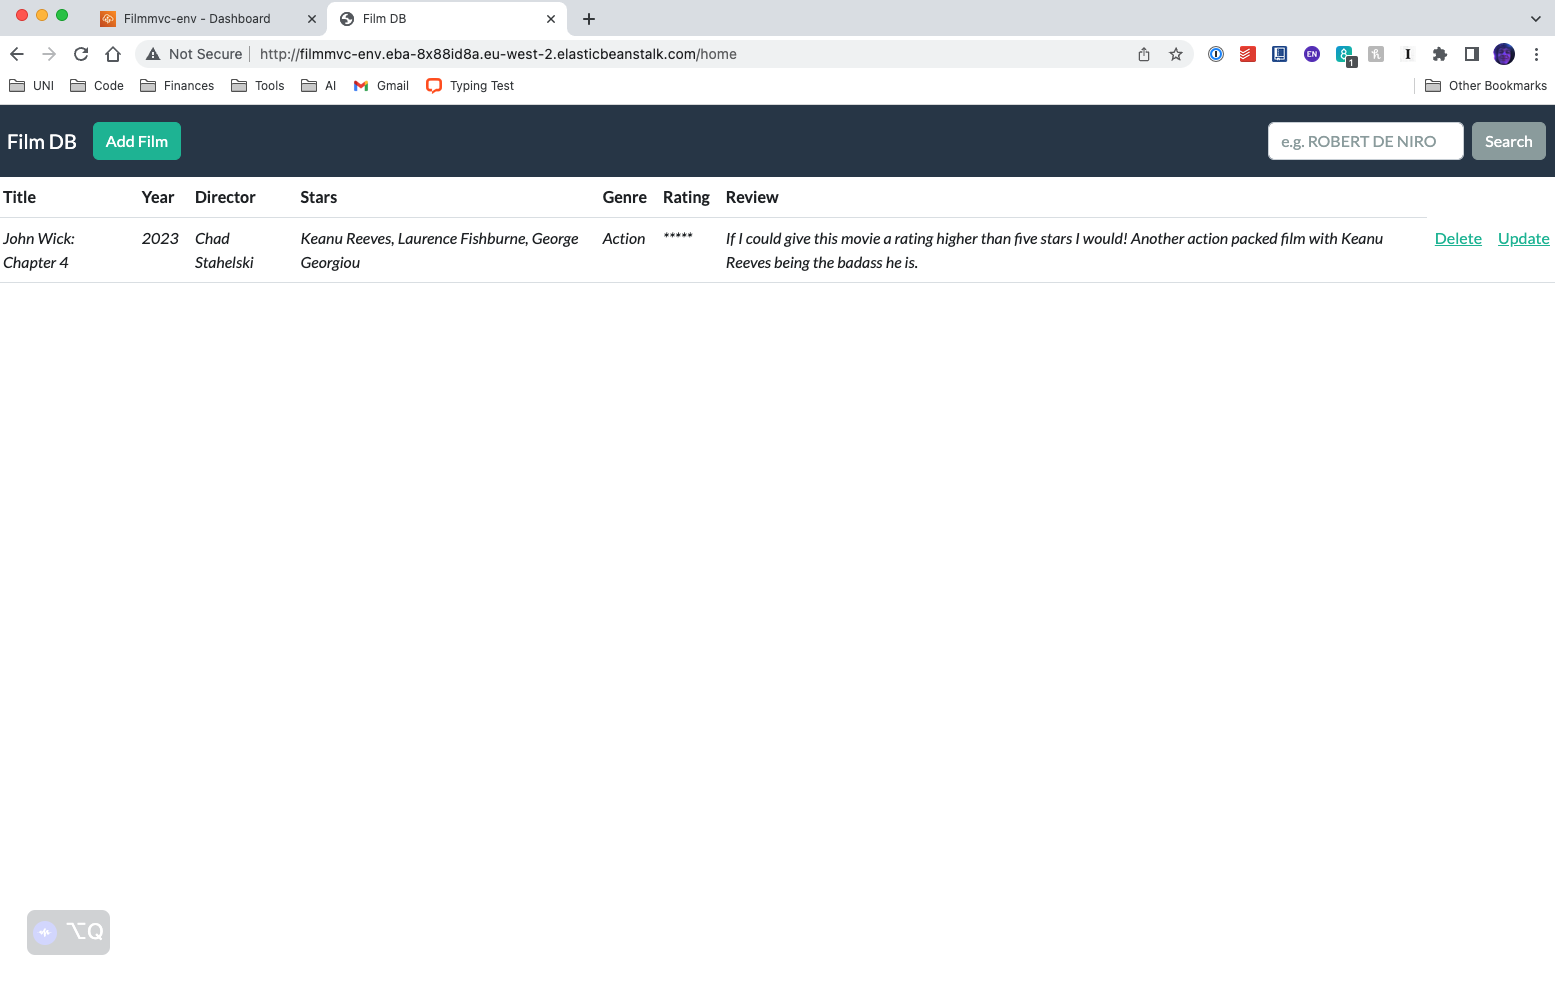 Filmmvc-env - Dashboard
Film DB
Not Secure
http://filmmvc-env.eba-8x88id8a.eu-west-2.elasticbeanstalk.com/home
EN
8
1
I
UNI
Code
Finances
Tools
AI
Gmail
Typing Test
Other Bookmarks
Film DB
Add Film
e.g. ROBERT DE NIRO
Search
Title Year Director Stars Genre Rating Review
John Wick: 2023 Chad Keanu Reeves, Laurence Fishburne, George Action ***** If I could give this movie a rating higher than five stars I would! Another action packed film with Keanu Delete Update
Chapter 4 Stahelski Georgiou Reeves being the badass he is.
⌥Q